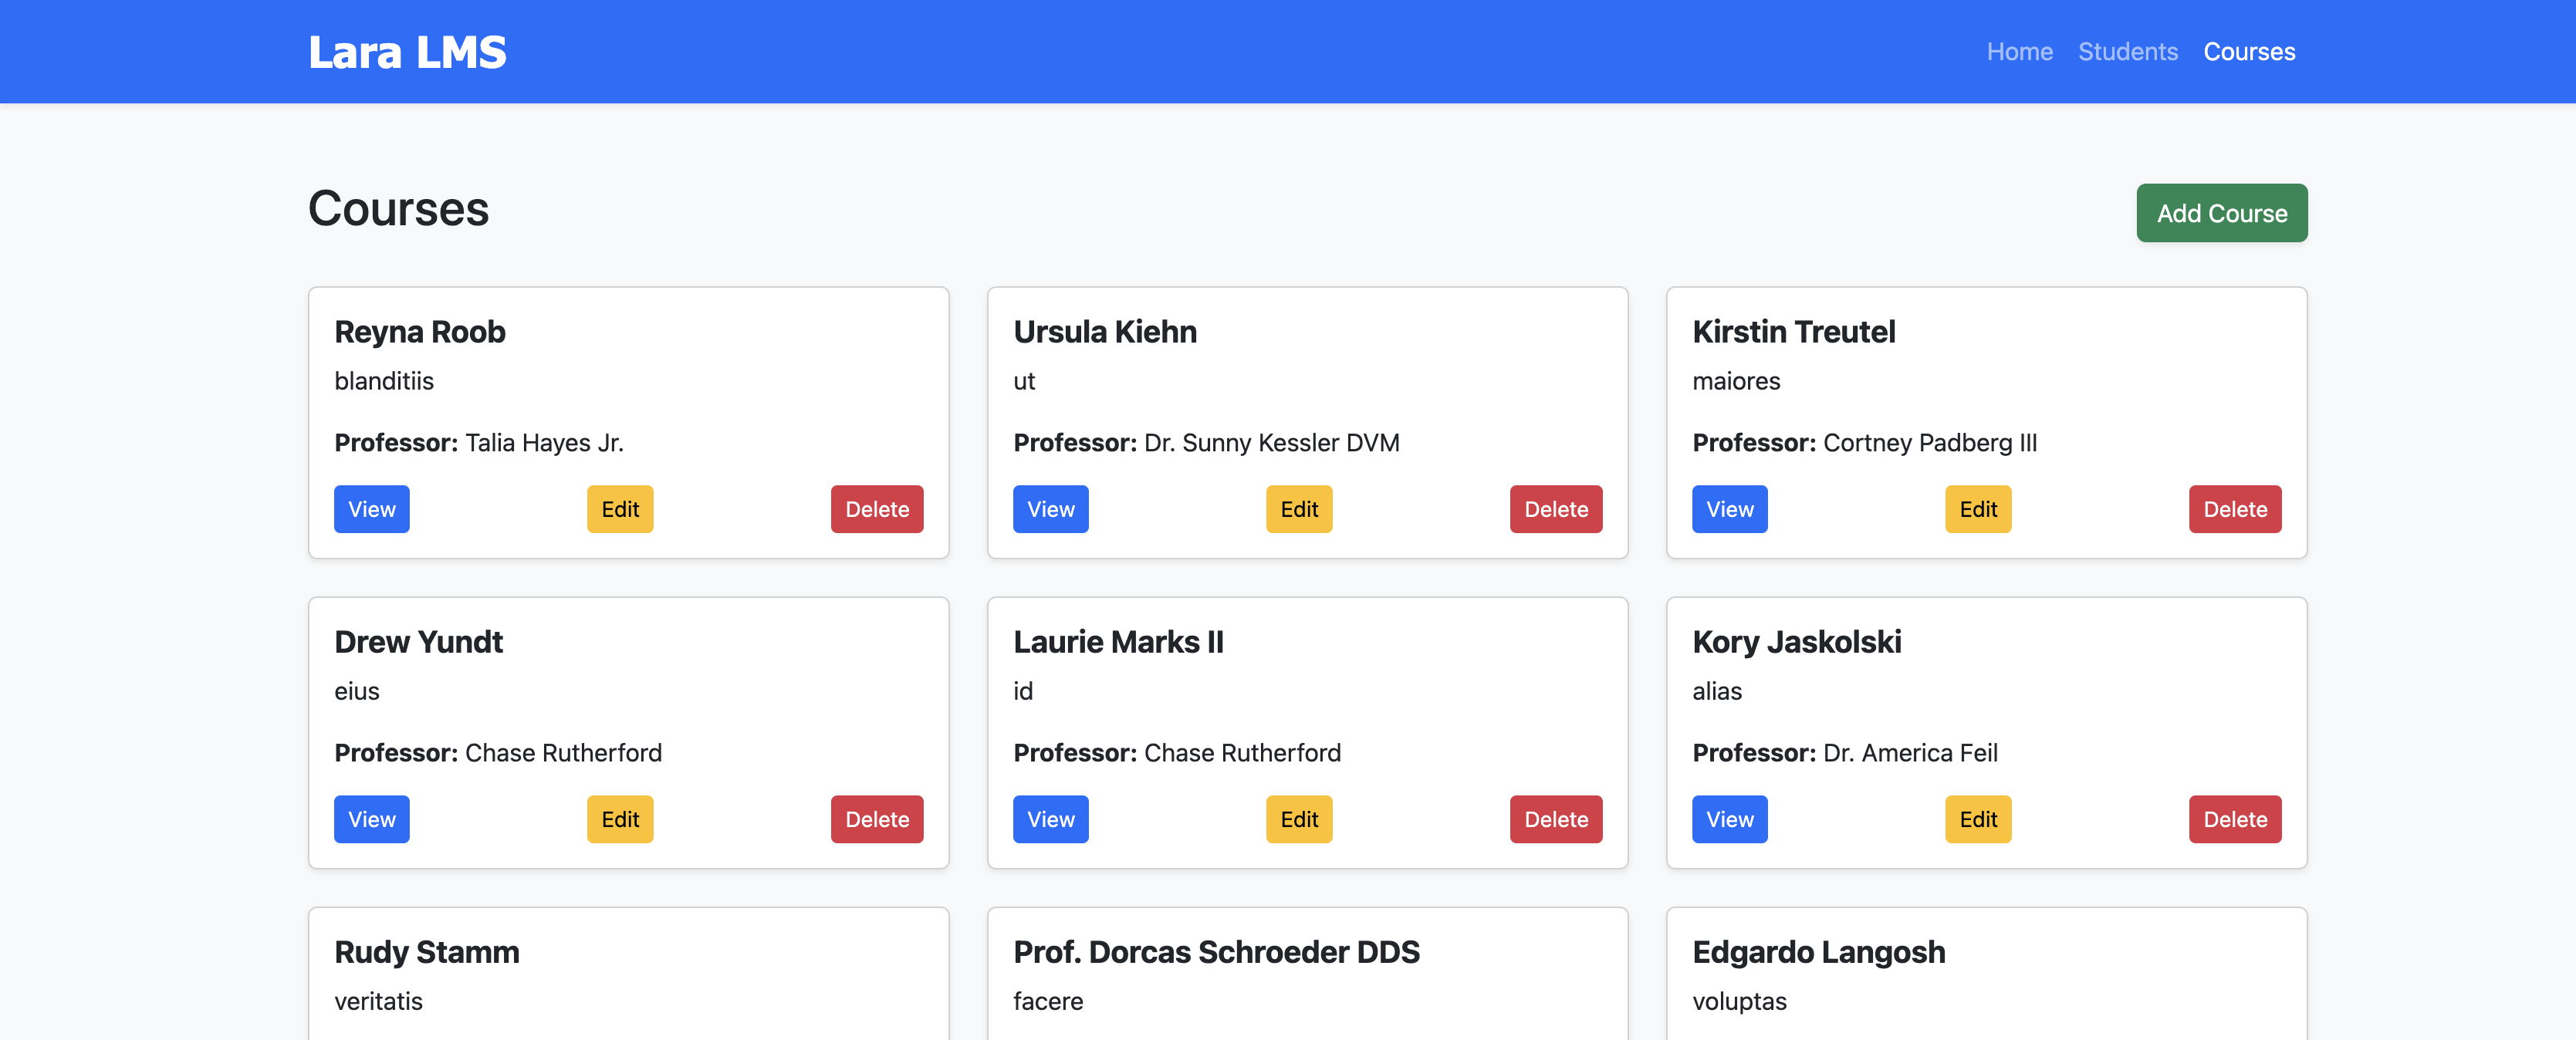 Lara LMS
Home Students Courses
Courses
Add Course
Reyna Roob
blanditiis
Professor: Talia Hayes Jr.
View Edit Delete
Ursula Kiehn
ut
Professor: Dr. Sunny Kessler DVM
View Edit Delete
Kirstin Treutel
maiores
Professor: Cortney Padberg III
View Edit Delete
Drew Yundt
eius
Professor: Chase Rutherford
View Edit Delete
Laurie Marks II
id
Professor: Chase Rutherford
View Edit Delete
Kory Jaskolski
alias
Professor: Dr. America Feil
View Edit Delete
Rudy Stamm
veritatis
Prof. Dorcas Schroeder DDS
facere
Edgardo Langosh
voluptas